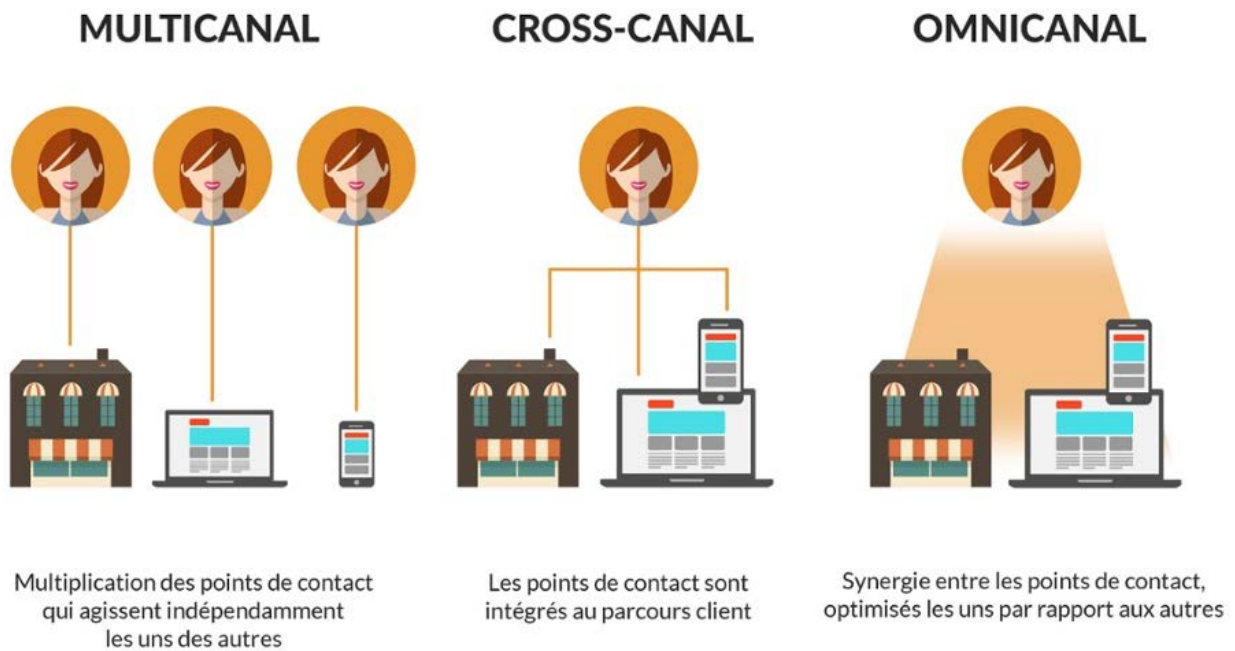 MULTICANAL
CROSS-CANAL
OMNICANAL
Multiplication des points de contact
qui agissent indépendamment
les uns des autres
Les points de contact sont
intégrés au parcours client
Synergie entre les points de contact,
optimisés les uns par rapport aux autres